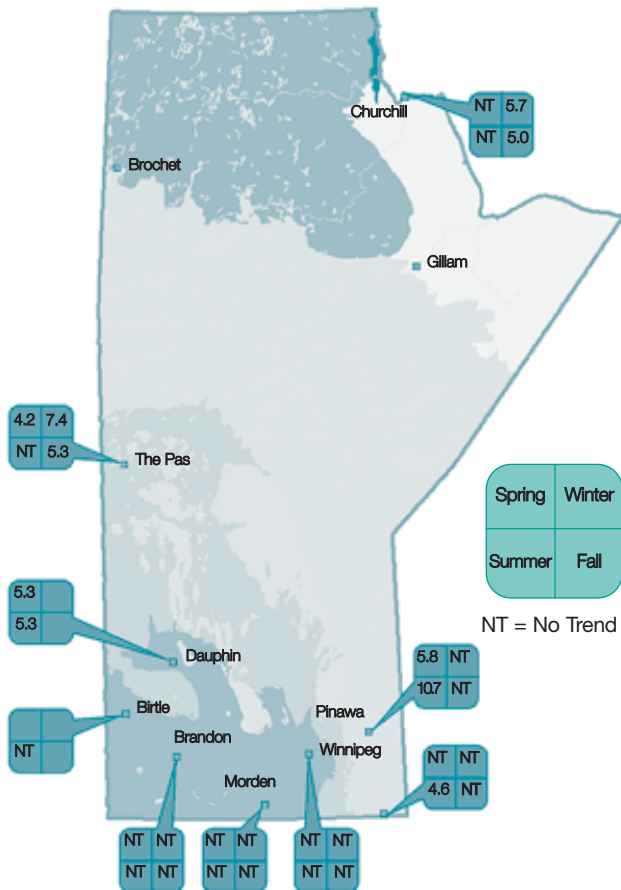 Churchill
NT 5.7
NT 5.0
Brochet
Gillam
4.2 7.4
NT 5.3
The Pas
Spring Winter
Summer Fall
NT = No Trend
5.3
5.3
Dauphin
Birtle
NT
5.8 NT
10.7 NT
Pinawa
Brandon
Winnipeg
Morden
NT NT
4.6 NT
NT NT
NT NT
NT NT
NT NT
NT NT
NT NT